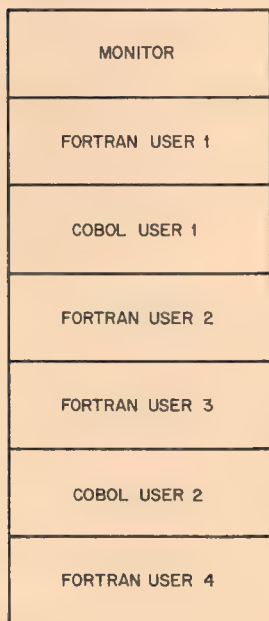 MONITOR
FORTRAN USER 1
COBOL USER 1
FORTRAN USER 2
FORTRAN USER 3
COBOL USER 2
FORTRAN USER 4